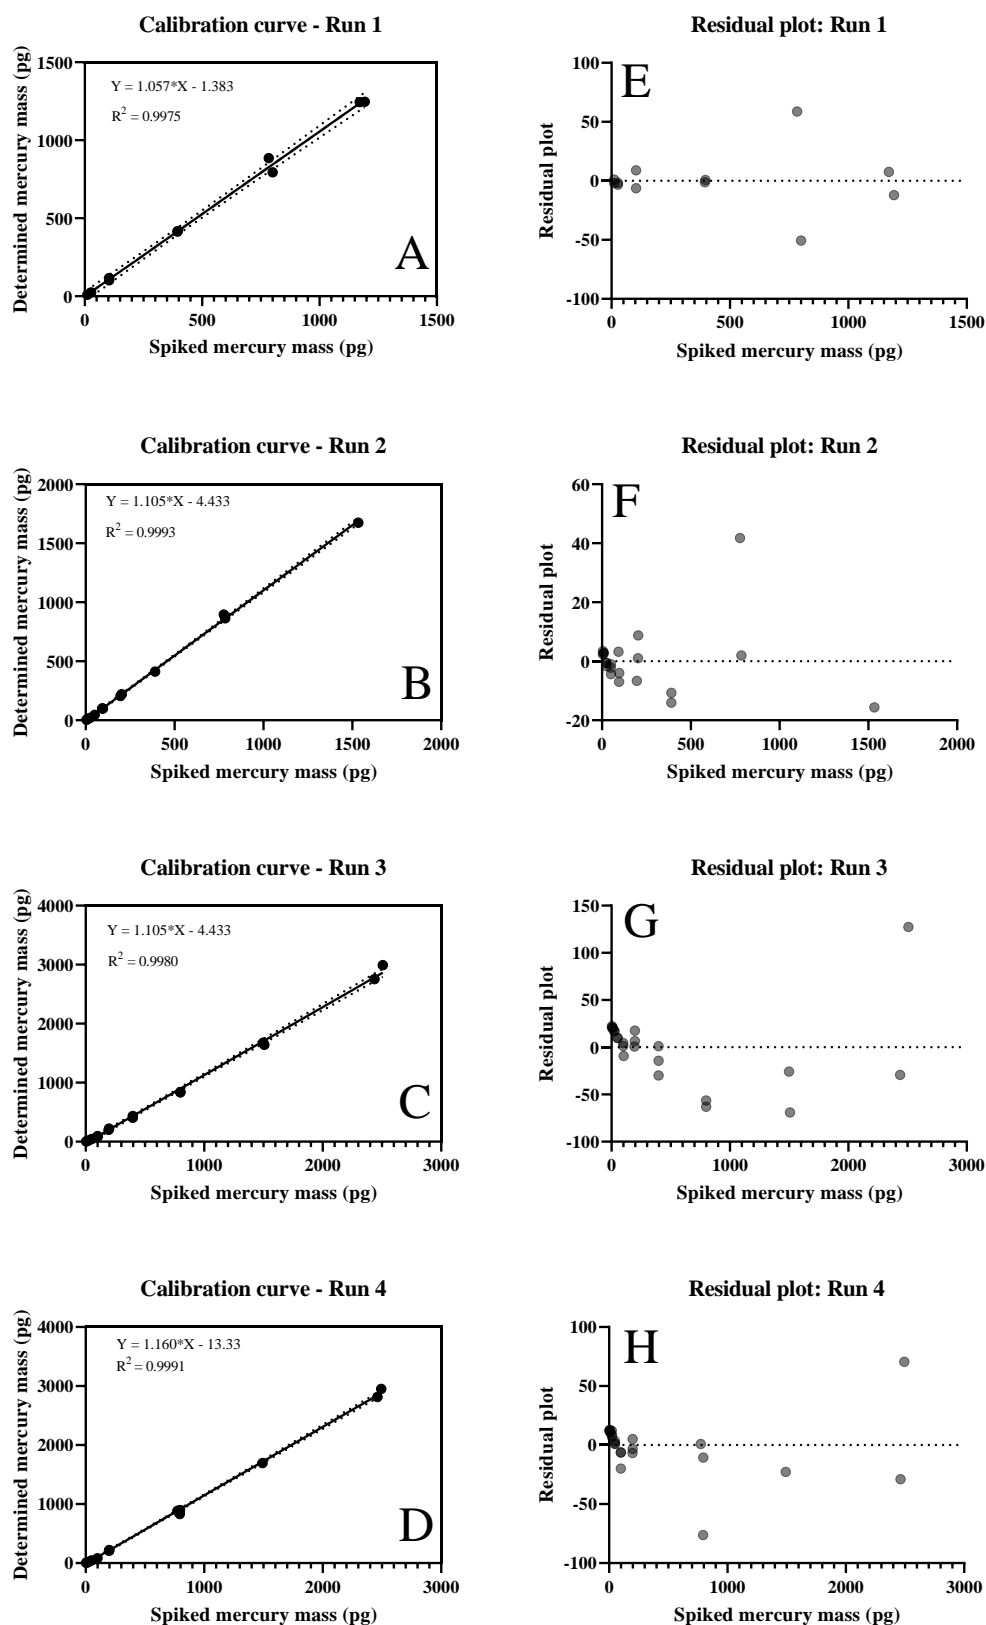 Calibration curve - Run 1
Determined mercury mass (pg)
1500
1000
500
0
Y = 1.057*X - 1.383
R² = 0.9975
A
0 500 1000 1500
Spiked mercury mass (pg)
Residual plot: Run 1
Residual plot
100
50
0
-50
-100
E
0 500 1000 1500
Spiked mercury mass (pg)
Calibration curve - Run 2
Determined mercury mass (pg)
2000
1500
1000
500
0
Y = 1.105*X - 4.433
R² = 0.9993
B
0 500 1000 1500 2000
Spiked mercury mass (pg)
Residual plot: Run 2
Residual plot
60
40
20
0
-20
F
0 500 1000 1500 2000
Spiked mercury mass (pg)
Calibration curve - Run 3
Determined mercury mass (pg)
4000
3000
2000
1000
0
Y = 1.105*X - 4.433
R² = 0.9980
C
0 1000 2000 3000
Spiked mercury mass (pg)
Residual plot: Run 3
Residual plot
150
100
50
0
-50
-100
G
0 1000 2000 3000
Spiked mercury mass (pg)
Calibration curve - Run 4
Determined mercury mass (pg)
4000
3000
2000
1000
0
Y = 1.160*X - 13.33
R² = 0.9991
D
0 1000 2000 3000
Spiked mercury mass (pg)
Residual plot: Run 4
Residual plot
100
50
0
-50
-100
H
0 1000 2000 3000
Spiked mercury mass (pg)